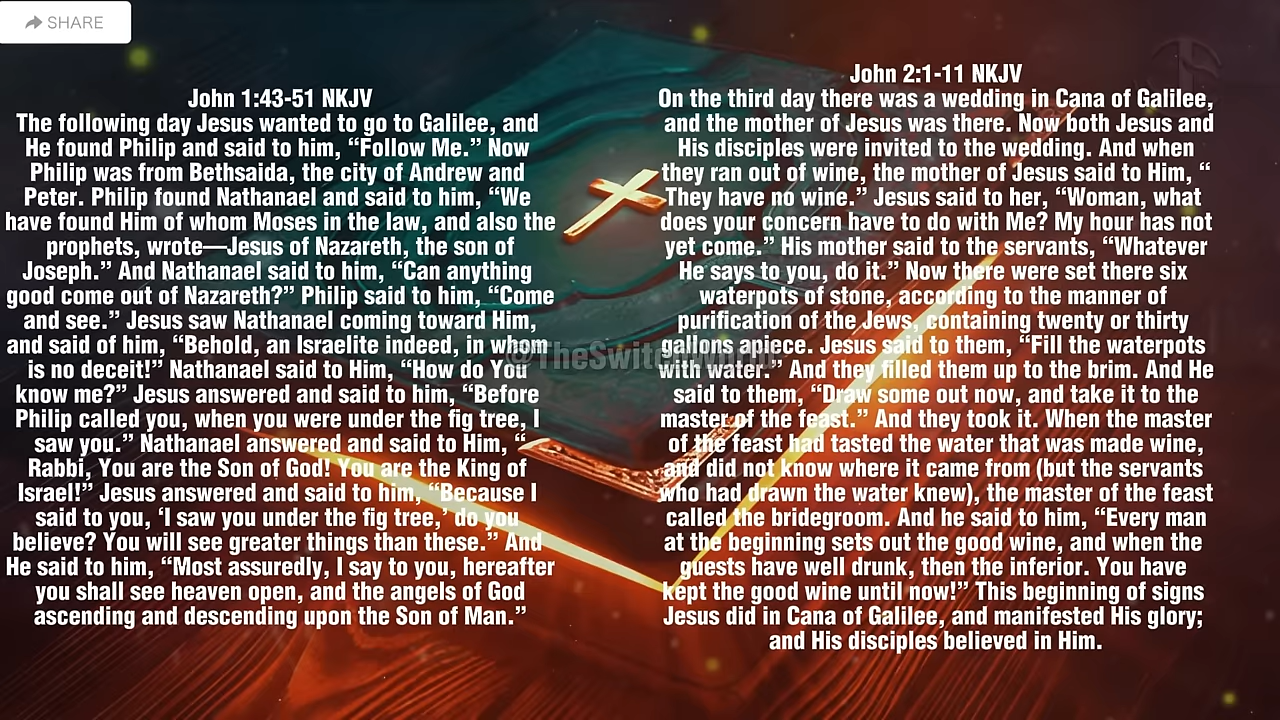 SHARE
John 1:43-51 NKJV
The following day Jesus wanted to go to Galilee, and
He found Philip and said to him, “Follow Me.” Now
Philip was from Bethsaida, the city of Andrew and
Peter. Philip found Nathanael and said to him, “We
have found Him of whom Moses in the law, and also the
prophets, wrote—Jesus of Nazareth, the son of
Joseph.” And Nathanael said to him, “Can anything
good come out of Nazareth?” Philip said to him, “Come
and see.” Jesus saw Nathanael coming toward Him,
and said of him, “Behold, an Israelite indeed, in whom
is no deceit!” Nathanael said to Him, “How do You
know me?” Jesus answered and said to him, “Before
Philip called you, when you were under the fig tree, I
saw you.” Nathanael answered and said to Him, “
Rabbi, You are the Son of God! You are the King of
Israel!” Jesus answered and said to him, “Because I
said to you, ‘I saw you under the fig tree,’ do you
believe? You will see greater things than these.” And
He said to him, “Most assuredly, I say to you, hereafter
you shall see heaven open, and the angels of God
ascending and descending upon the Son of Man.”
John 2:1-11 NKJV
On the third day there was a wedding in Cana of Galilee,
and the mother of Jesus was there. Now both Jesus and
His disciples were invited to the wedding. And when
they ran out of wine, the mother of Jesus said to Him, “
They have no wine.” Jesus said to her, “Woman, what
does your concern have to do with Me? My hour has not
yet come.” His mother said to the servants, “Whatever
He says to you, do it.” Now there were set there six
waterpots of stone, according to the manner of
purification of the Jews, containing twenty or thirty
gallons apiece. Jesus said to them, “Fill the waterpots
with water.” And they filled them up to the brim. And He
said to them, “Draw some out now, and take it to the
master of the feast.” And they took it. When the master
of the feast had tasted the water that was made wine,
and did not know where it came from (but the servants
who had drawn the water knew), the master of the feast
called the bridegroom. And he said to him, “Every man
at the beginning sets out the good wine, and when the
guests have well drunk, then the inferior. You have
kept the good wine until now!” This beginning of signs
Jesus did in Cana of Galilee, and manifested His glory;
and His disciples believed in Him.